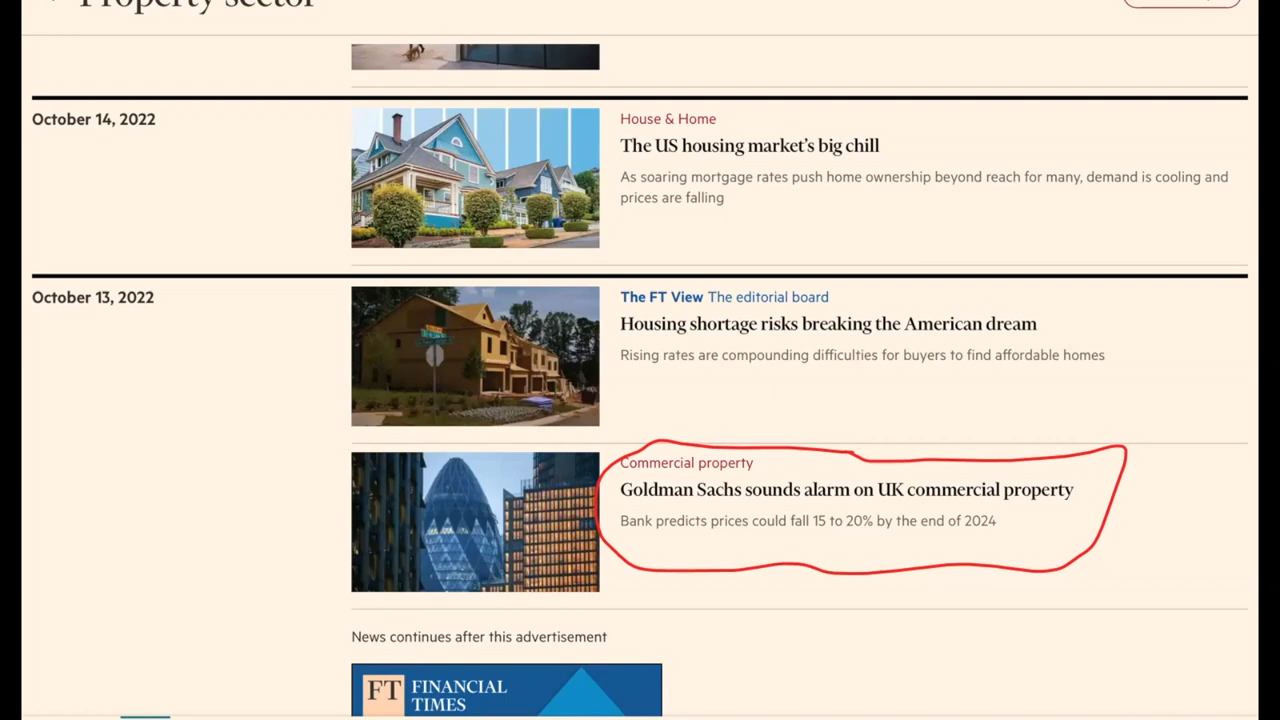 Property sector
October 14, 2022
House & Home
The US housing market’s big chill
As soaring mortgage rates push home ownership beyond reach for many, demand is cooling and
prices are falling
October 13, 2022
The FT View The editorial board
Housing shortage risks breaking the American dream
Rising rates are compounding difficulties for buyers to find affordable homes
Commercial property
Goldman Sachs sounds alarm on UK commercial property
Bank predicts prices could fall 15 to 20% by the end of 2024
News continues after this advertisement
FT FINANCIAL
TIMES